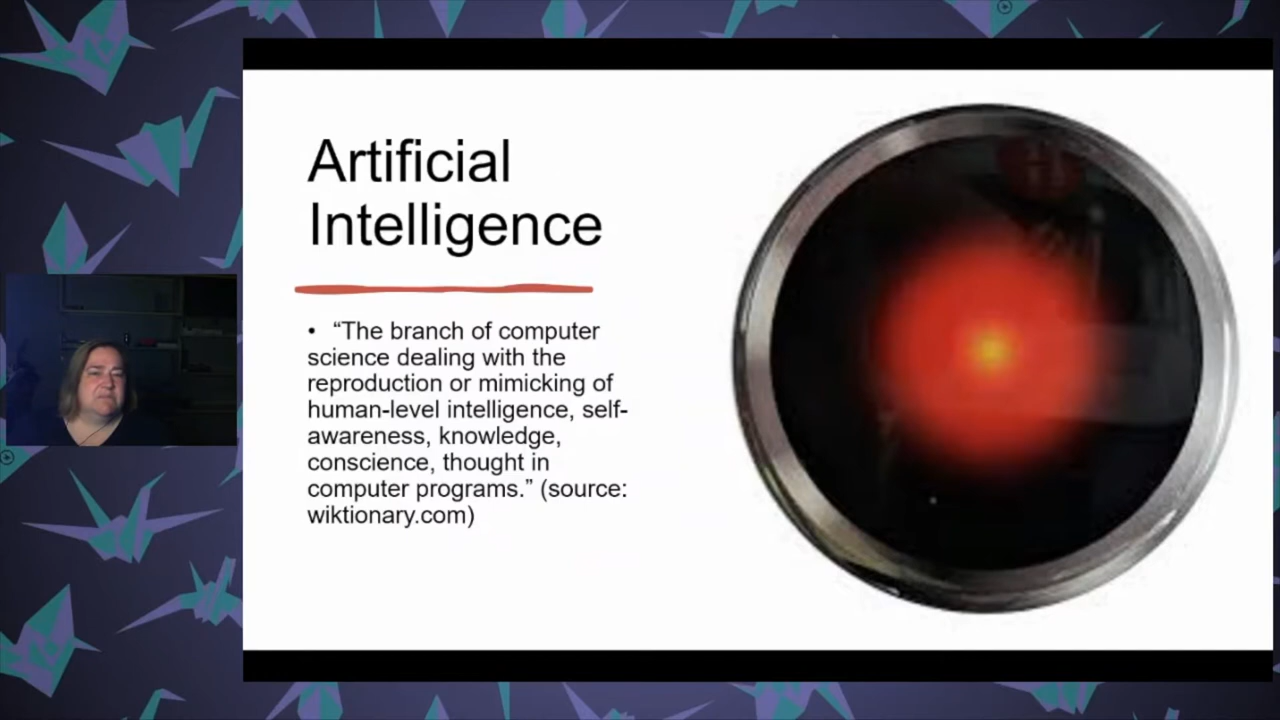 Artificial
Intelligence
• “The branch of computer
science dealing with the
reproduction or mimicking of
human-level intelligence, self-
awareness, knowledge,
conscience, thought in
computer programs.” (source:
wiktionary.com)